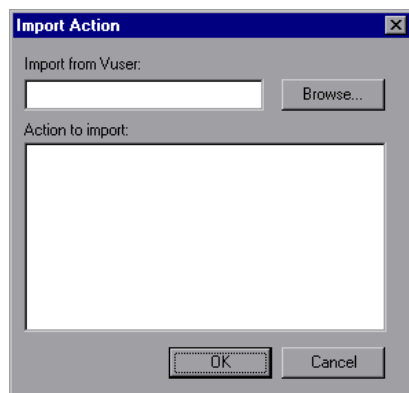 Import Action
Import from Vuser:
Browse...
Action to import:
OK
Cancel